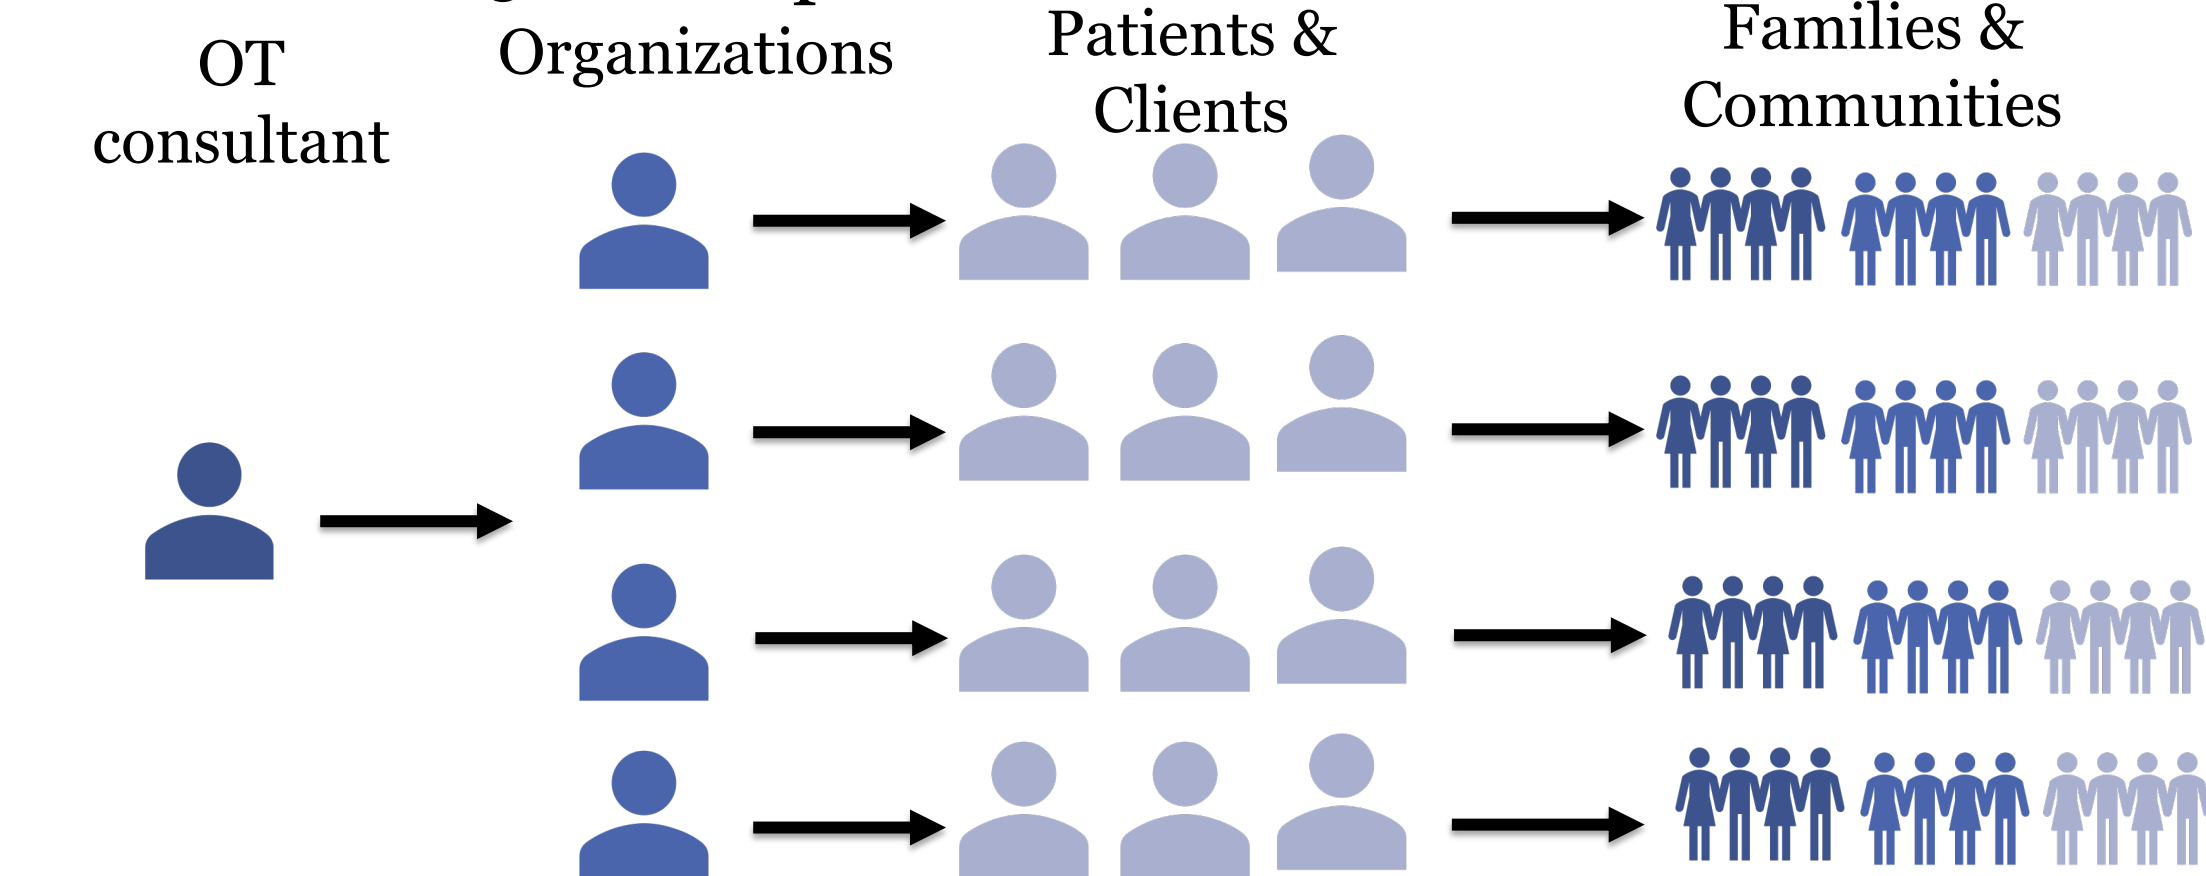 OT
consultant
Organizations
Patients &
Clients
Families &
Communities